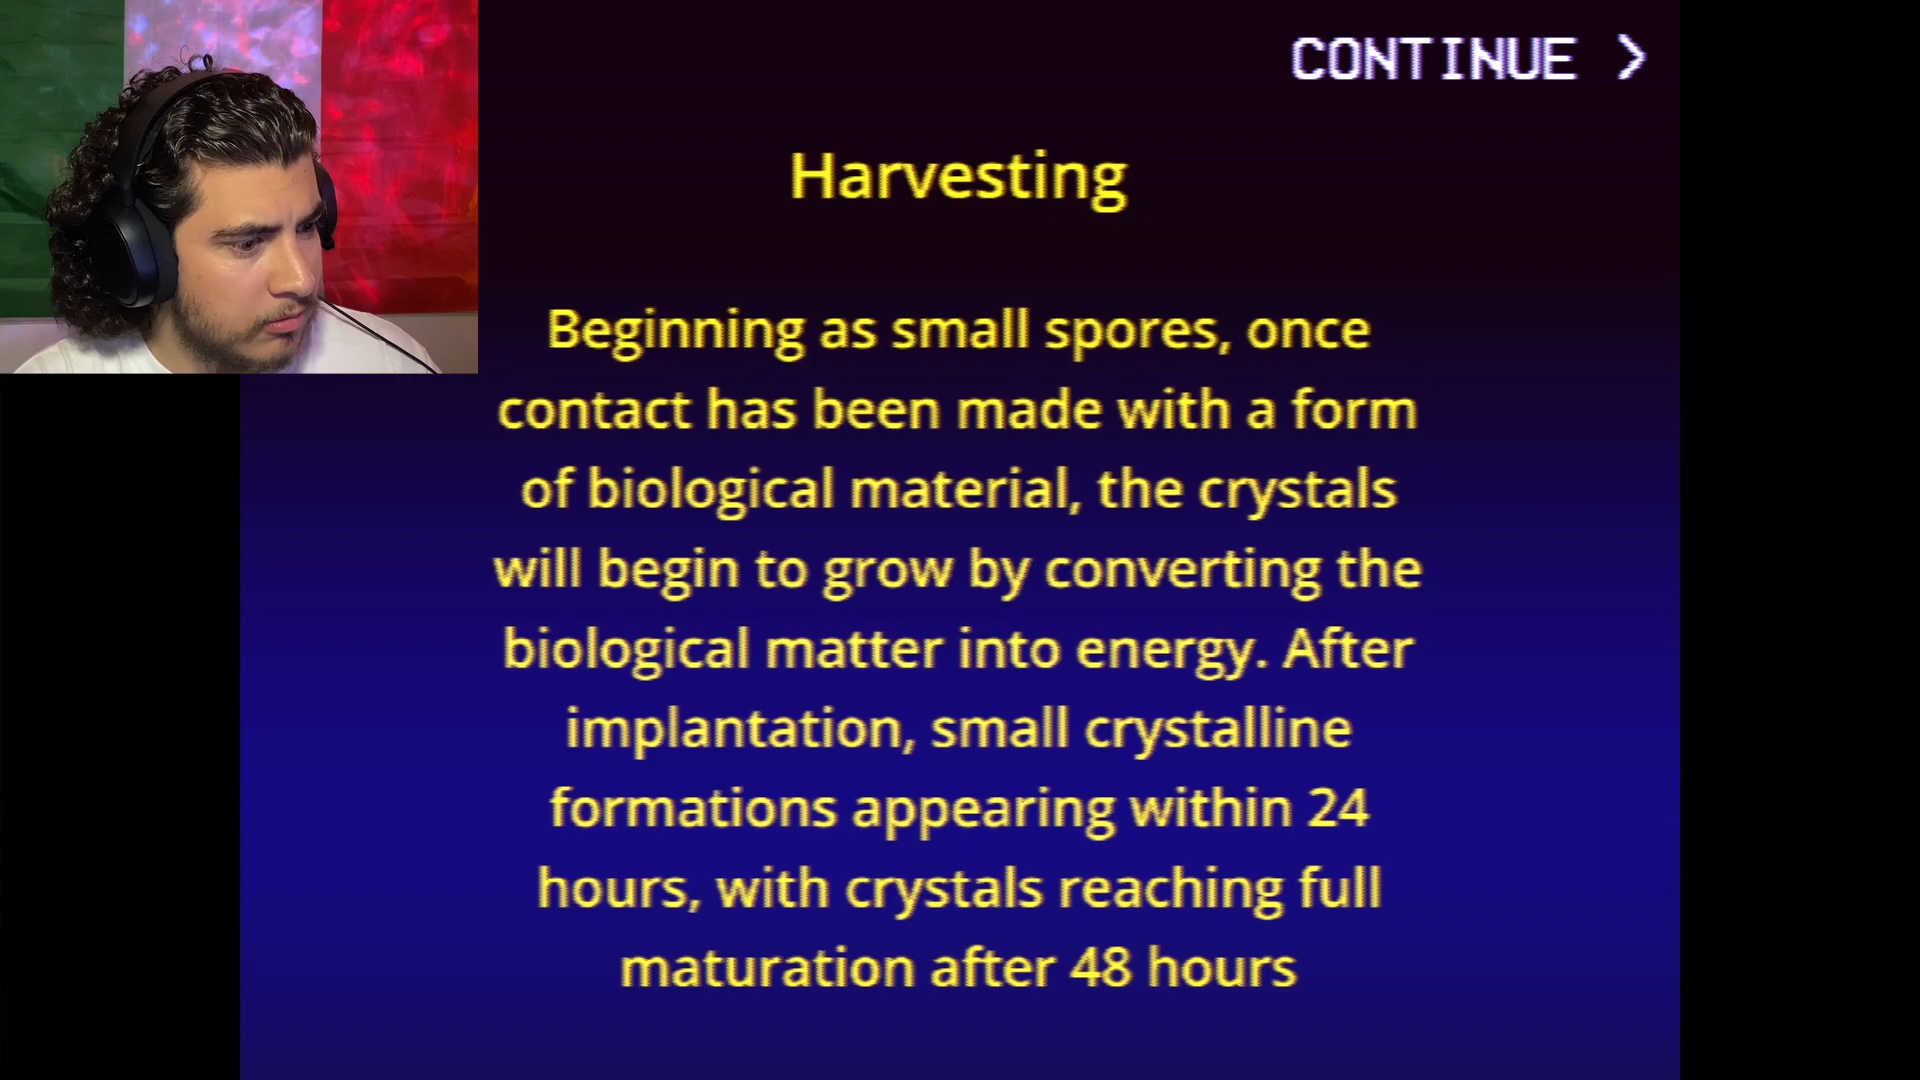 CONTINUE >
Harvesting
Beginning as small spores, once
contact has been made with a form
of biological material, the crystals
will begin to grow by converting the
biological matter into energy. After
implantation, small crystalline
formations appearing within 24
hours, with crystals reaching full
maturation after 48 hours